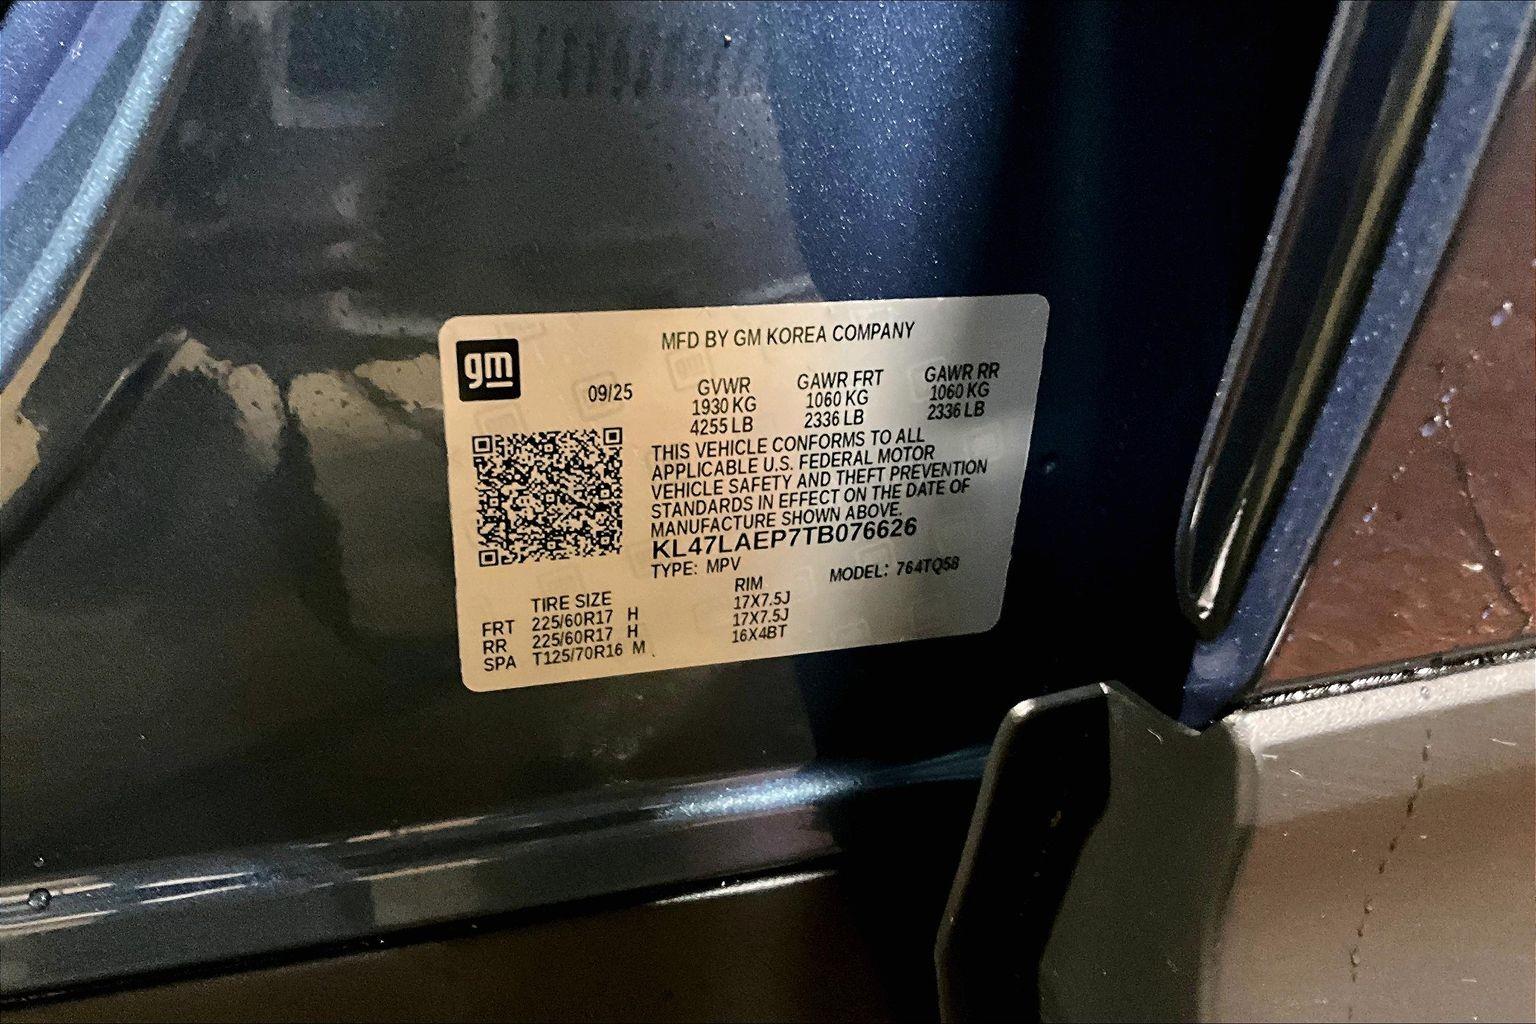 MFD BY GM KOREA COMPANY
gm
09/25 GVWR GAWR FRT GAWR RR
1930 KG 1060 KG 1060 KG
4255 LB 2336 LB 2336 LB
THIS VEHICLE CONFORMS TO ALL
APPLICABLE U.S. FEDERAL MOTOR
VEHICLE SAFETY AND THEFT PREVENTION
STANDARDS IN EFFECT ON THE DATE OF
MANUFACTURE SHOWN ABOVE.
KL47LAEP7TB076626
TYPE: MPV MODEL: 764TQ58
TIRE SIZE RIM
FRT 225/60R17 H 17X7.5J
RR 225/60R17 H 17X7.5J
SPA T125/70R16 M 16X4BT